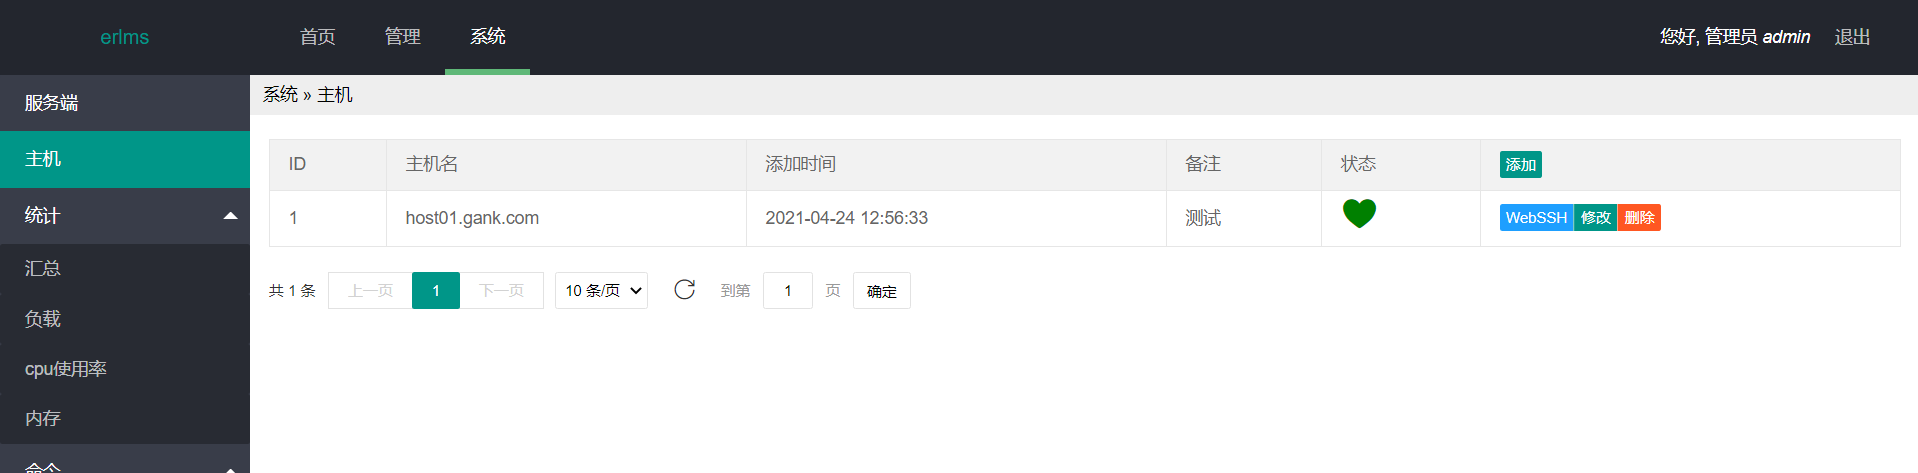 erlms 首页 管理 系统 您好, 管理员 admin 退出
服务端
主机
统计
汇总
负载
cpu使用率
内存
命令
系统 » 主机
ID 主机名 添加时间 备注 状态 添加
1 host01.gank.com 2021-04-24 12:56:33 测试 WebSSH 修改 删除
共 1 条 上一页 1 下一页 10 条/页 到第 1 页 确定